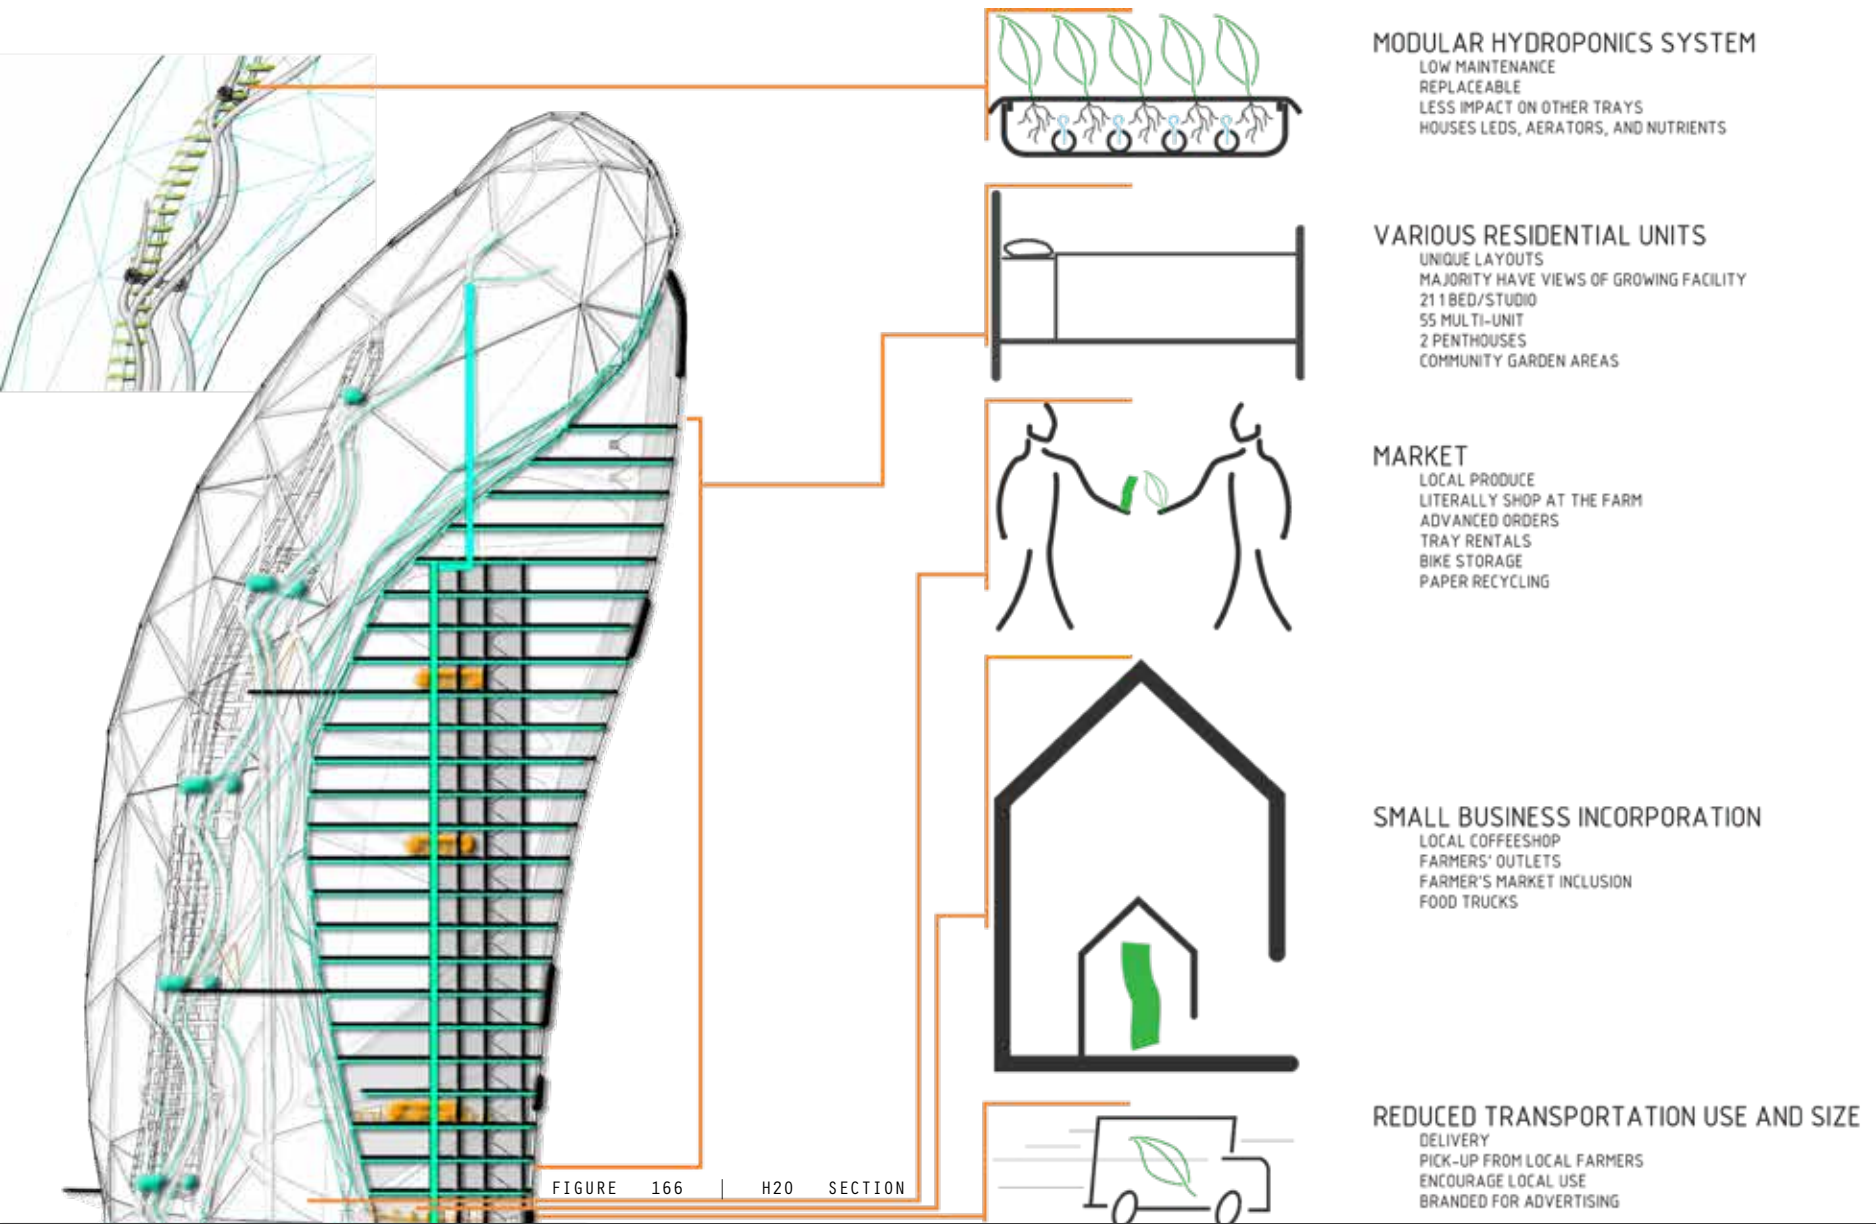 MODULAR HYDROPONICS SYSTEM
LOW MAINTENANCE
REPLACEABLE
LESS IMPACT ON OTHER TRAYS
HOUSES LEDS, AERATORS, AND NUTRIENTS
VARIOUS RESIDENTIAL UNITS
UNIQUE LAYOUTS
MAJORITY HAVE VIEWS OF GROWING FACILITY
21 1 BED/STUDIO
55 MULTI-UNIT
2 PENTHOUSES
COMMUNITY GARDEN AREAS
MARKET
LOCAL PRODUCE
LITERALLY SHOP AT THE FARM
ADVANCED ORDERS
TRAY RENTALS
BIKE STORAGE
PAPER RECYCLING
SMALL BUSINESS INCORPORATION
LOCAL COFFEESHOP
FARMERS' OUTLETS
FARMER'S MARKET INCLUSION
FOOD TRUCKS
REDUCED TRANSPORTATION USE AND SIZE
DELIVERY
PICK-UP FROM LOCAL FARMERS
ENCOURAGE LOCAL USE
BRANDED FOR ADVERTISING
FIGURE 166 | H2O SECTION